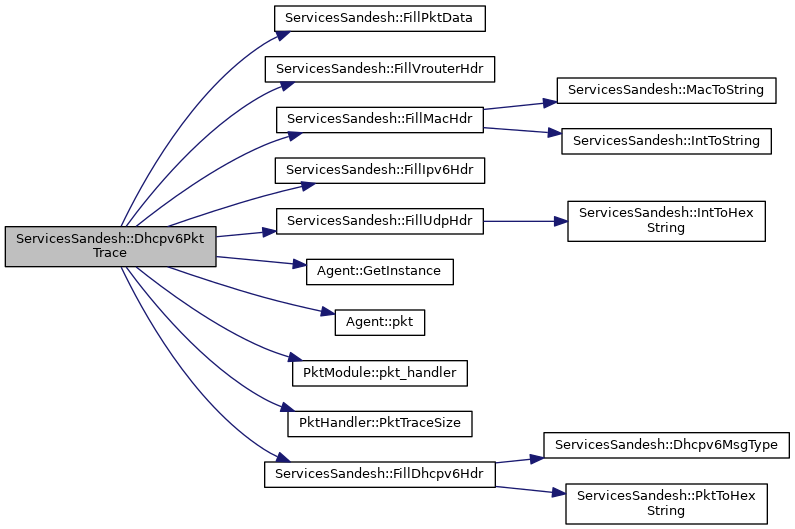 ServicesSandesh::FillPktData
ServicesSandesh::FillVrouterHdr
ServicesSandesh::MacToString
ServicesSandesh::FillMacHdr
ServicesSandesh::IntToString
ServicesSandesh::FillIpv6Hdr
ServicesSandesh::IntToHex
String
ServicesSandesh::FillUdpHdr
ServicesSandesh::Dhcpv6Pkt
Trace
Agent::GetInstance
Agent::pkt
PktModule::pkt_handler
PktHandler::PktTraceSize
ServicesSandesh::Dhcpv6MsgType
ServicesSandesh::FillDhcpv6Hdr
ServicesSandesh::PktToHex
String